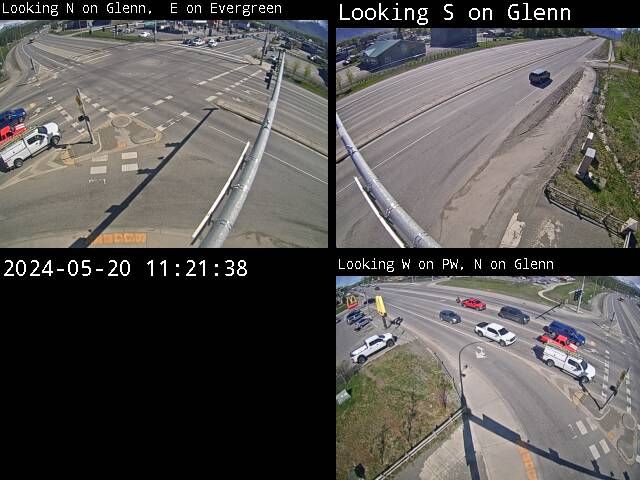 Looking N on Glenn,  E on Evergreen
Looking S on Glenn
2024-05-20 11:21:38
Looking W on PW, N on Glenn